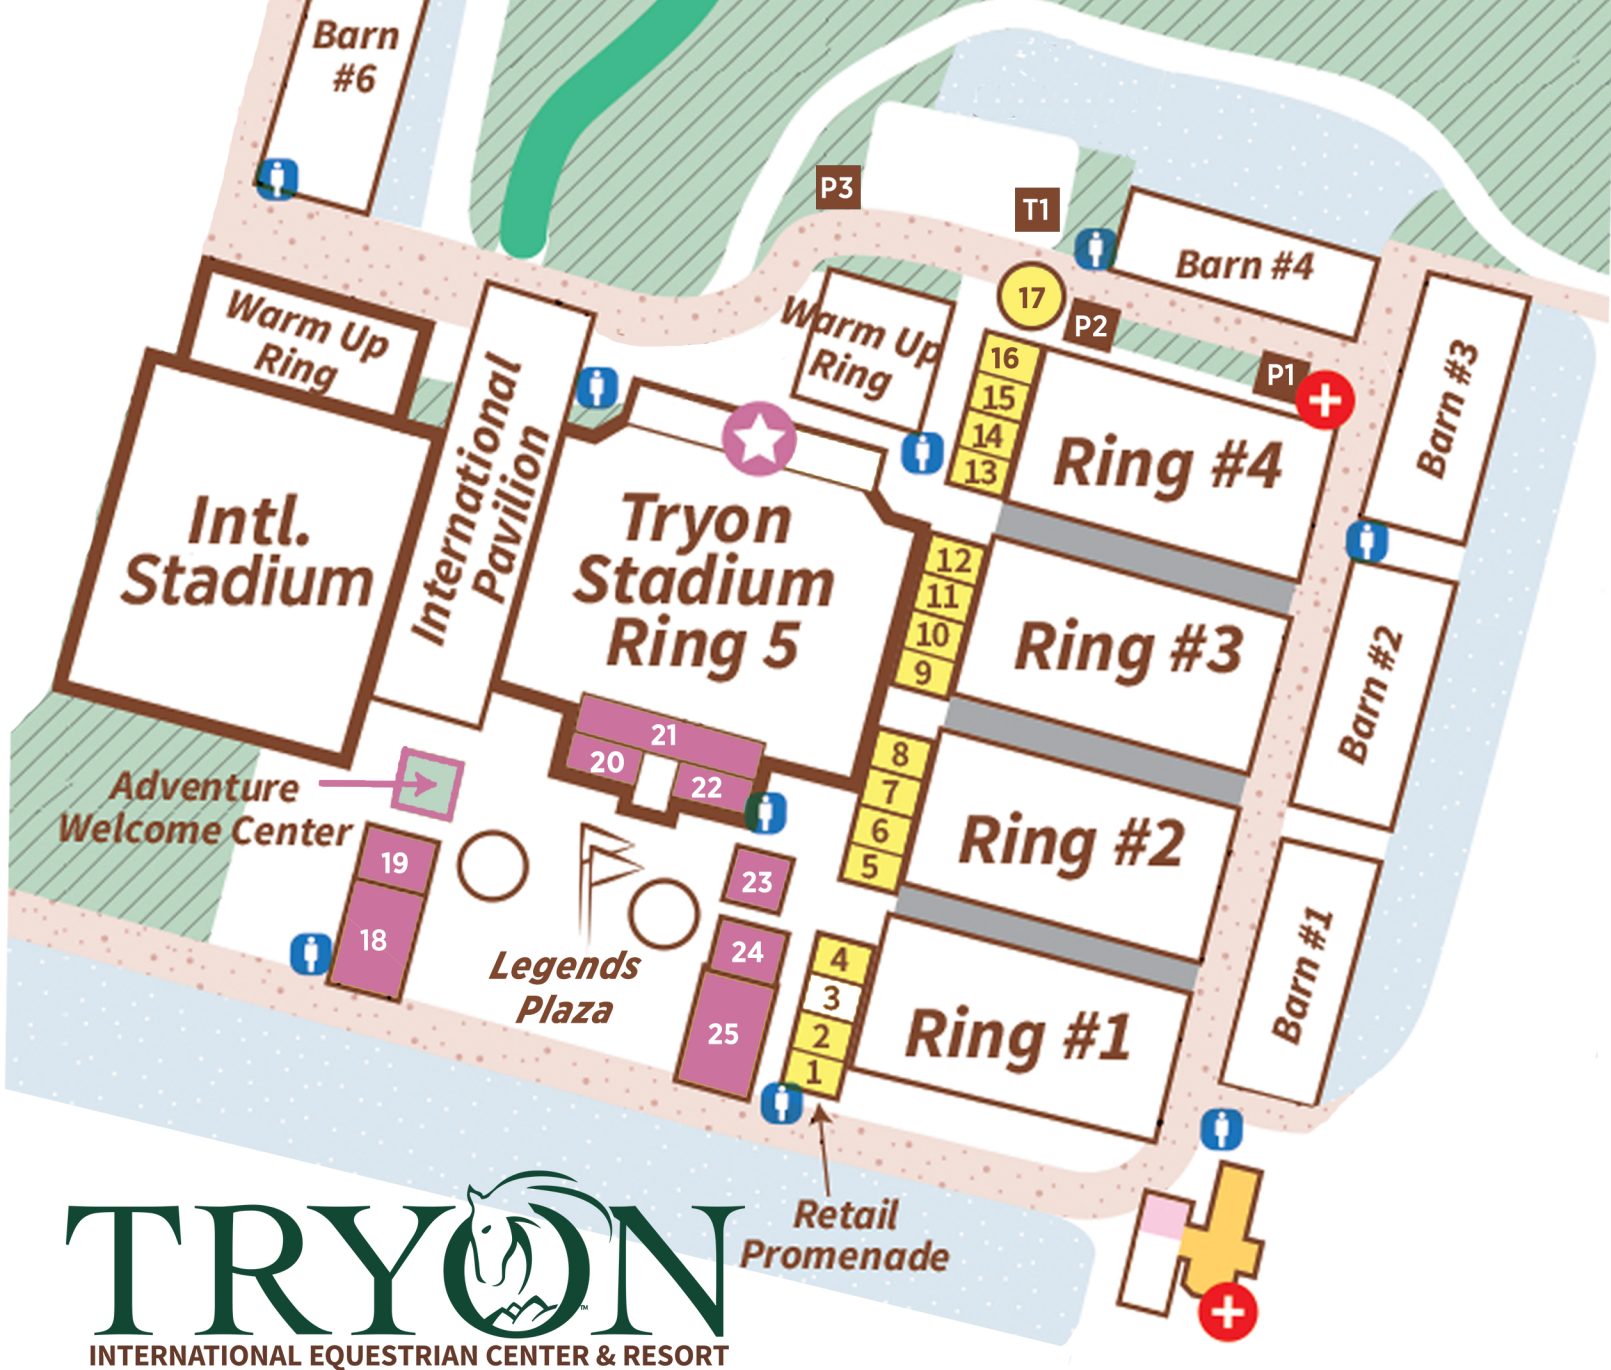 Barn
#6
P3
T1
Barn #4
17
P2
Warm Up
Ring
Warm Up
Ring
16
15
14
13
P1
Barn #3
Ring #4
International
Pavilion
Intl.
Stadium
Tryon
Stadium
Ring 5
12
11
10
9
Ring #3
Barn #2
21
20
22
8
7
6
5
Ring #2
Adventure
Welcome Center
19
18
23
24
25
Legends
Plaza
4
3
2
1
Ring #1
Barn #1
Retail
Promenade
TRYON
™
INTERNATIONAL EQUESTRIAN CENTER & RESORT